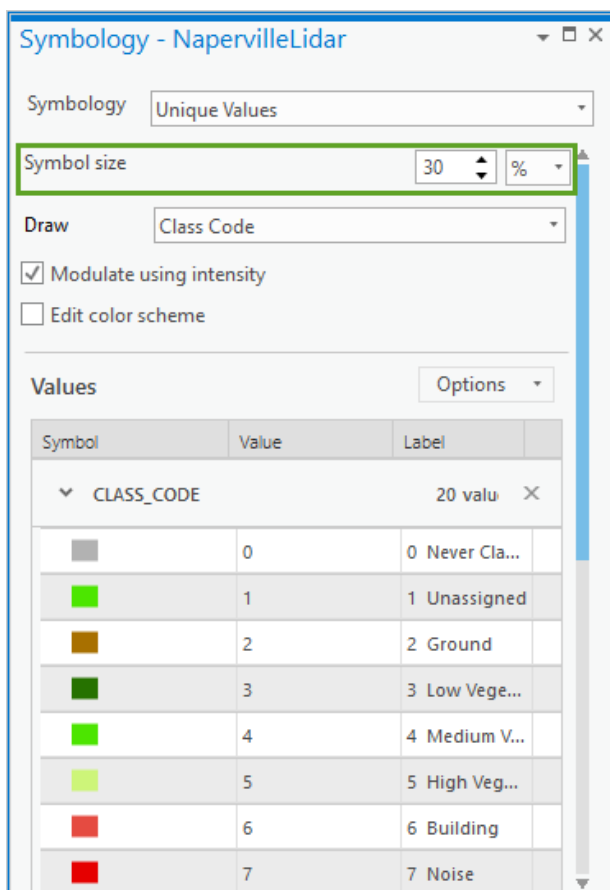 Symbology - NapervilleLidar
Symbology Unique Values
Symbol size 30 %
Draw Class Code
Modulate using intensity
Edit color scheme
Values Options
Symbol Value Label
CLASS_CODE 20 valu
0 0 Never Cla...
1 1 Unassigned
2 2 Ground
3 3 Low Vege...
4 4 Medium V...
5 5 High Veg...
6 6 Building
7 7 Noise